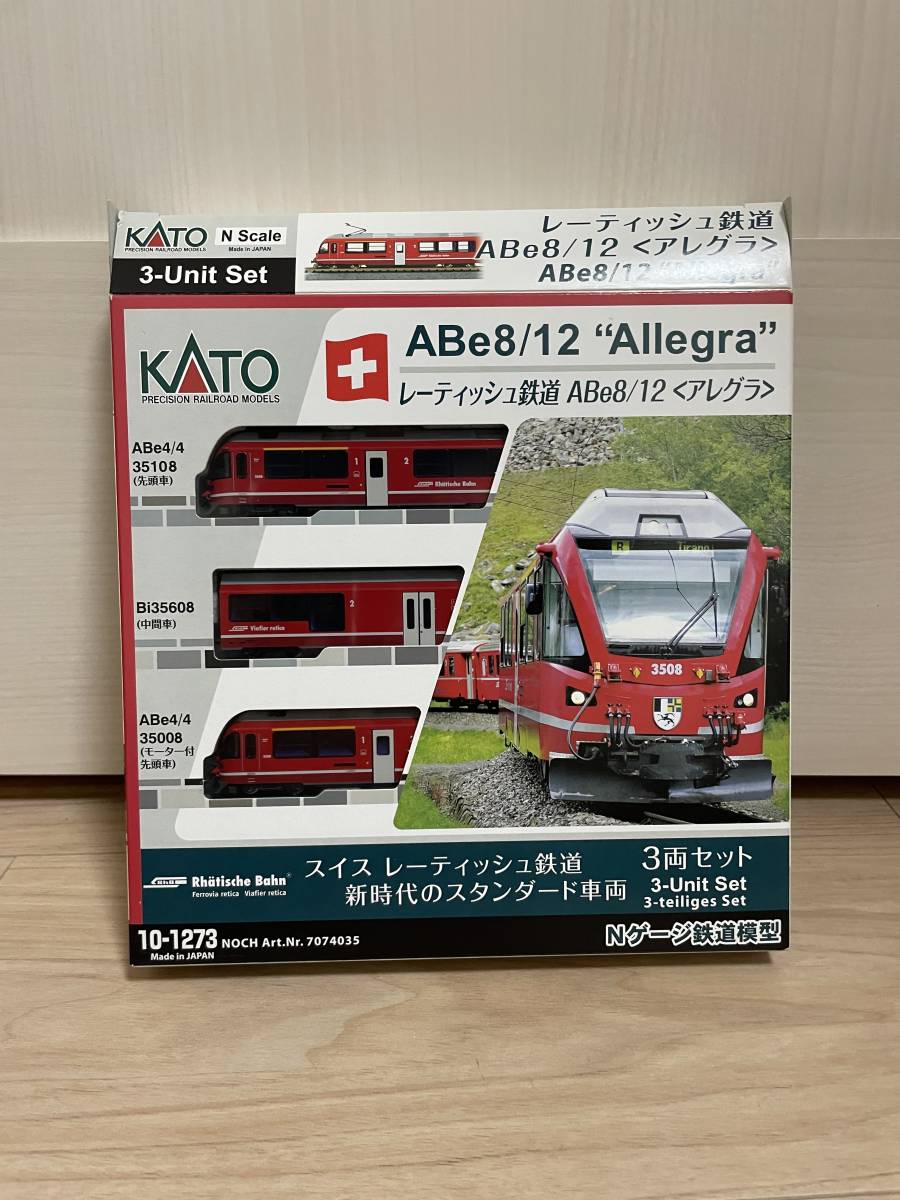 KATO
PRECISION RAILROAD MODELS
N Scale
Made in JAPAN
3-Unit Set
レーティッシュ鉄道
ABe8/12 <アレグラ>
ABe8/12 "Allegra"
KATO
PRECISION RAILROAD MODELS
ABe8/12 “Allegra”
レーティッシュ鉄道 ABe8/12 <アレグラ>
ABe4/4
35108
(先頭車)
1
2
Rhätische Bahn
Bi35608
(中間車)
2
Viafier retica
ABe4/4
35008
(モーター付
先頭車)
1
R
Tirano
3508
Rhätische Bahn®
Ferrovia retica Viafier retica
スイス レーティッシュ鉄道
新時代のスタンダード車両
3両セット
3-Unit Set
3-teiliges Set
10-1273 NOCH Art.Nr. 7074035
Made in JAPAN
Nゲージ鉄道模型